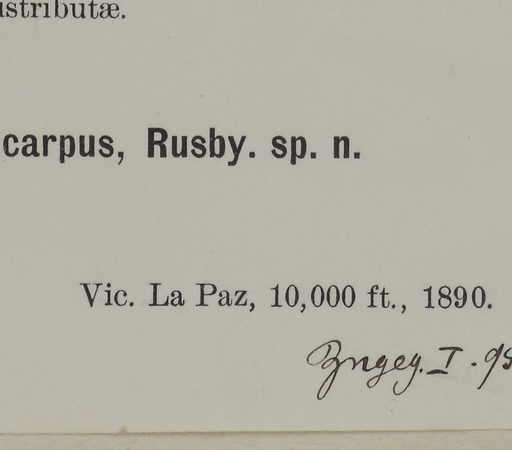 istributæ.
carpus, Rusby. sp. n.
Vic. La Paz, 10,000 ft., 1890.